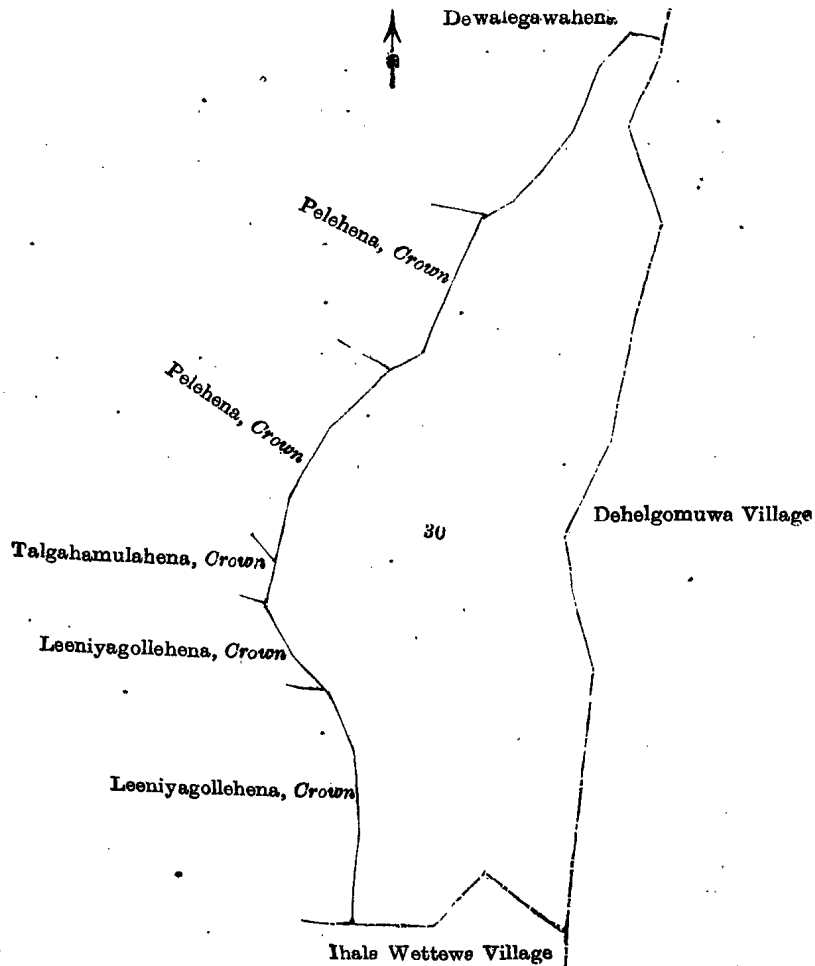 Dewalegawahena
Pelehena, Crown
Pelehena, Crown
30
Dehelgomuwa Village
Talgahamulahena, Crown
Leeniyagollehena, Crown
Leeniyagollehena, Crown
Ihala Wettewe Village